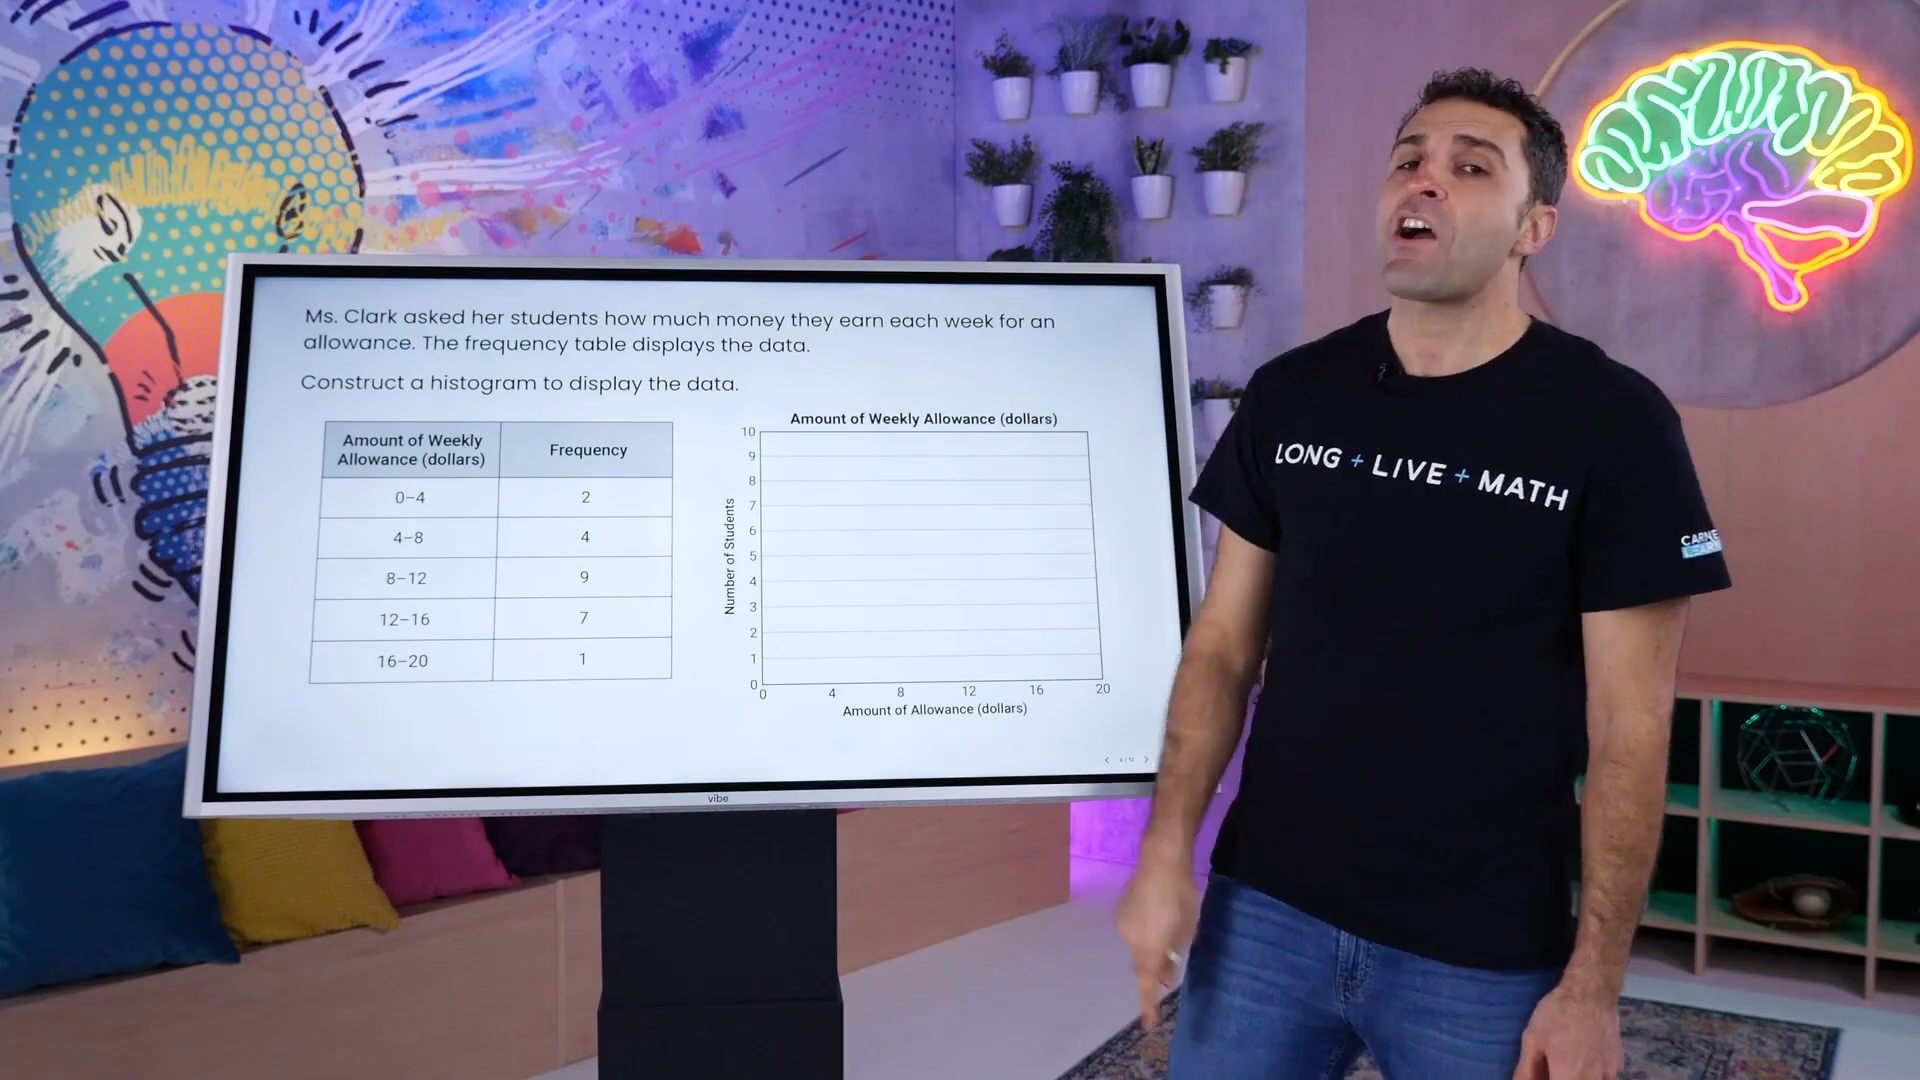 Ms. Clark asked her students how much money they earn each week for an
allowance. The frequency table displays the data.
Construct a histogram to display the data.
Amount of Weekly
Allowance (dollars)
Frequency
0–4
2
4–8
4
8–12
9
12–16
7
16–20
1
Amount of Weekly Allowance (dollars)
Number of Students
10
9
8
7
6
5
4
3
2
1
0
0 4 8 12 16 20
Amount of Allowance (dollars)
vibe
LONG + LIVE + MATH